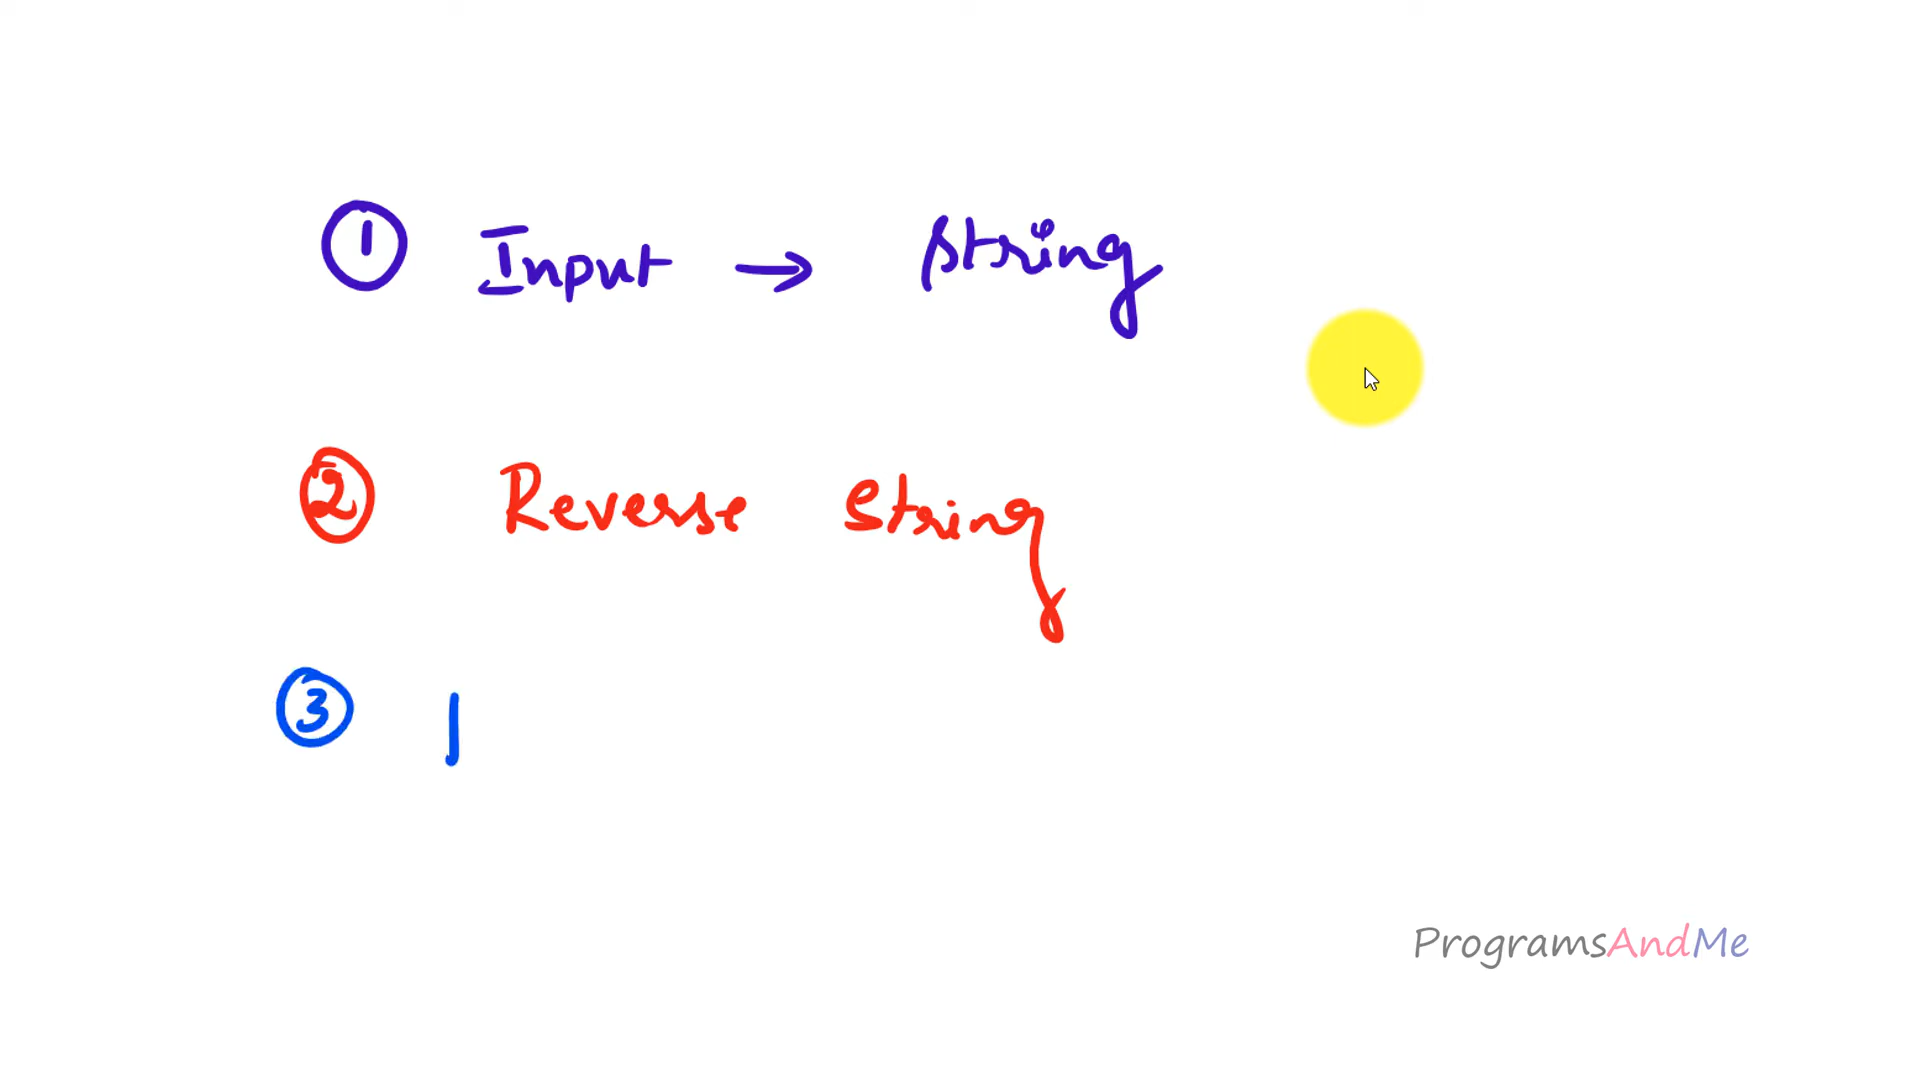 ① Input → String
② Reverse String
③
ProgramsAndMe